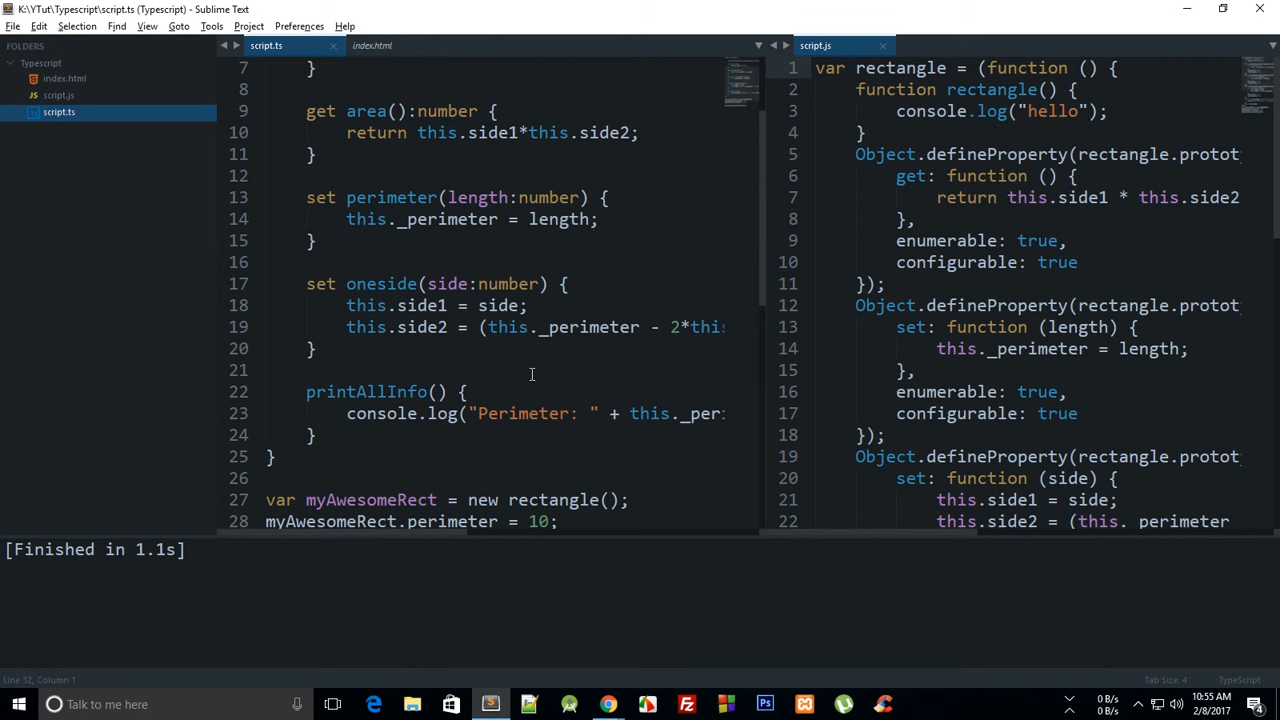 K:\YTut\Typescript\script.ts (Typescript) - Sublime Text
File Edit Selection Find View Goto Tools Project Preferences Help
FOLDERS
Typescript
index.html
script.js
script.ts
script.ts
index.html
7 }
8
9 get area():number {
10 return this.side1*this.side2;
11 }
12
13 set perimeter(length:number) {
14 this._perimeter = length;
15 }
16
17 set oneside(side:number) {
18 this.side1 = side;
19 this.side2 = (this._perimeter - 2*this
20 }
21
22 printAllInfo() {
23 console.log("Perimeter: " + this._peri
24 }
25 }
26
27 var myAwesomeRect = new rectangle();
28 myAwesomeRect.perimeter = 10;
script.js
1 var rectangle = (function () {
2 function rectangle() {
3 console.log("hello");
4 }
5 Object.defineProperty(rectangle.protot
6 get: function () {
7 return this.side1 * this.side2
8 },
9 enumerable: true,
10 configurable: true
11 });
12 Object.defineProperty(rectangle.protot
13 set: function (length) {
14 this._perimeter = length;
15 },
16 enumerable: true,
17 configurable: true
18 });
19 Object.defineProperty(rectangle.protot
20 set: function (side) {
21 this.side1 = side;
22 this.side2 = (this._perimeter
[Finished in 1.1s]
Line 32, Column 1
Tab Size: 4
TypeScript
Talk to me
0 B/s
0 B/s
10:55 AM
2/8/2017
4